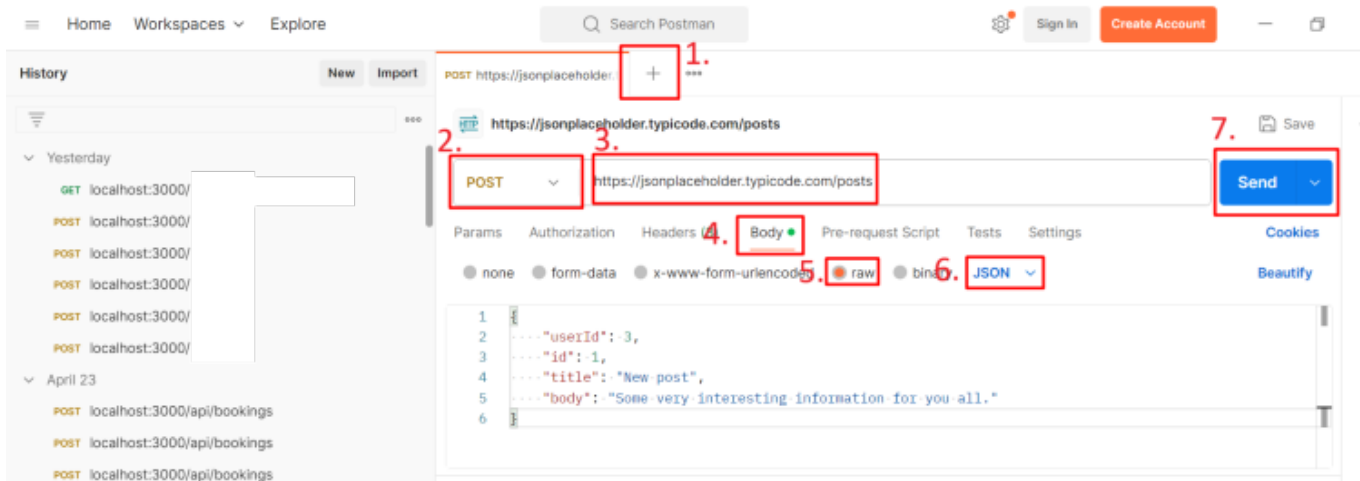 Home Workspaces Explore Search Postman Sign In Create Account
History New Import POST https://jsonplaceholder. + ooo 1.
ooo HTTP https://jsonplaceholder.typicode.com/posts Save
2. 3. 7.
Yesterday
GET localhost:3000/ POST https://jsonplaceholder.typicode.com/posts Send
POST localhost:3000/
POST localhost:3000/ Params Authorization Headers 4. Body Pre-request Script Tests Settings Cookies
POST localhost:3000/ none form-data x-www-form-urlencoded 5. raw 6. JSON Beautify
POST localhost:3000/ 1 {
POST localhost:3000/ 2 "userId": 3,
3 "id": 1,
April 23 4 "title": "New post",
POST localhost:3000/api/bookings 5 "body": "Some very interesting information for you all."
POST localhost:3000/api/bookings 6 }
POST localhost:3000/api/bookings